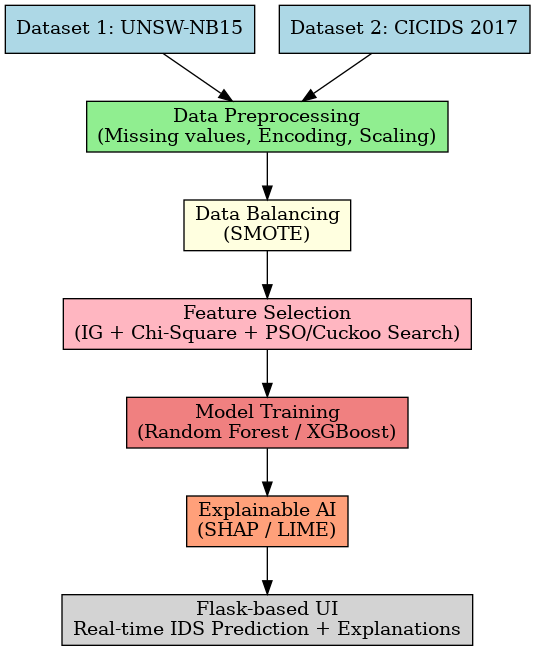 Dataset 1: UNSW-NB15
Dataset 2: CICIDS 2017
Data Preprocessing
(Missing values, Encoding, Scaling)
Data Balancing
(SMOTE)
Feature Selection
(IG + Chi-Square + PSO/Cuckoo Search)
Model Training
(Random Forest / XGBoost)
Explainable AI
(SHAP / LIME)
Flask-based UI
Real-time IDS Prediction + Explanations